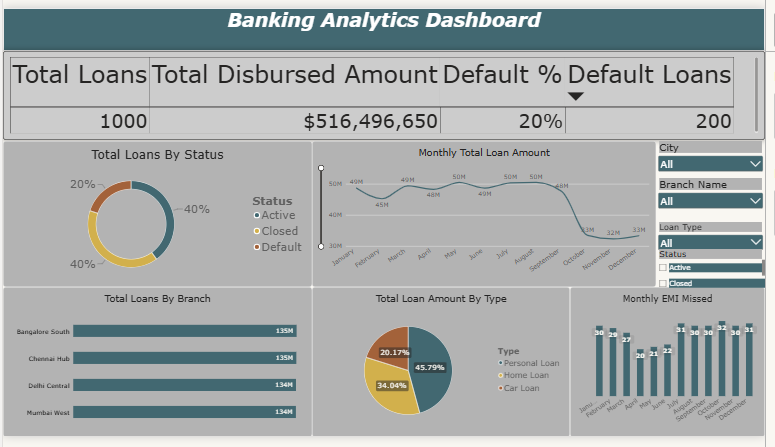 Banking Analytics Dashboard
Total Loans Total Disbursed Amount Default % Default Loans
1000 $516,496,650 20% 200
Total Loans By Status
20%
40%
40%
Status
Active
Closed
Default
Monthly Total Loan Amount
50M
40M
30M
49M 45M 49M 48M 50M 49M 50M 50M 48M 33M 32M 33M
January February March April May June July August September October November December
City
All
Branch Name
All
Loan Type
All
Status
Active
Closed
Total Loans By Branch
Bangalore South 135M
Chennai Hub 135M
Delhi Central 134M
Mumbai West 134M
Total Loan Amount By Type
20.17%
45.79%
34.04%
Type
Personal Loan
Home Loan
Car Loan
Monthly EMI Missed
30 29 27 20 21 22 31 30 30 32 30 31
Janu... February March April May June July August September October November December